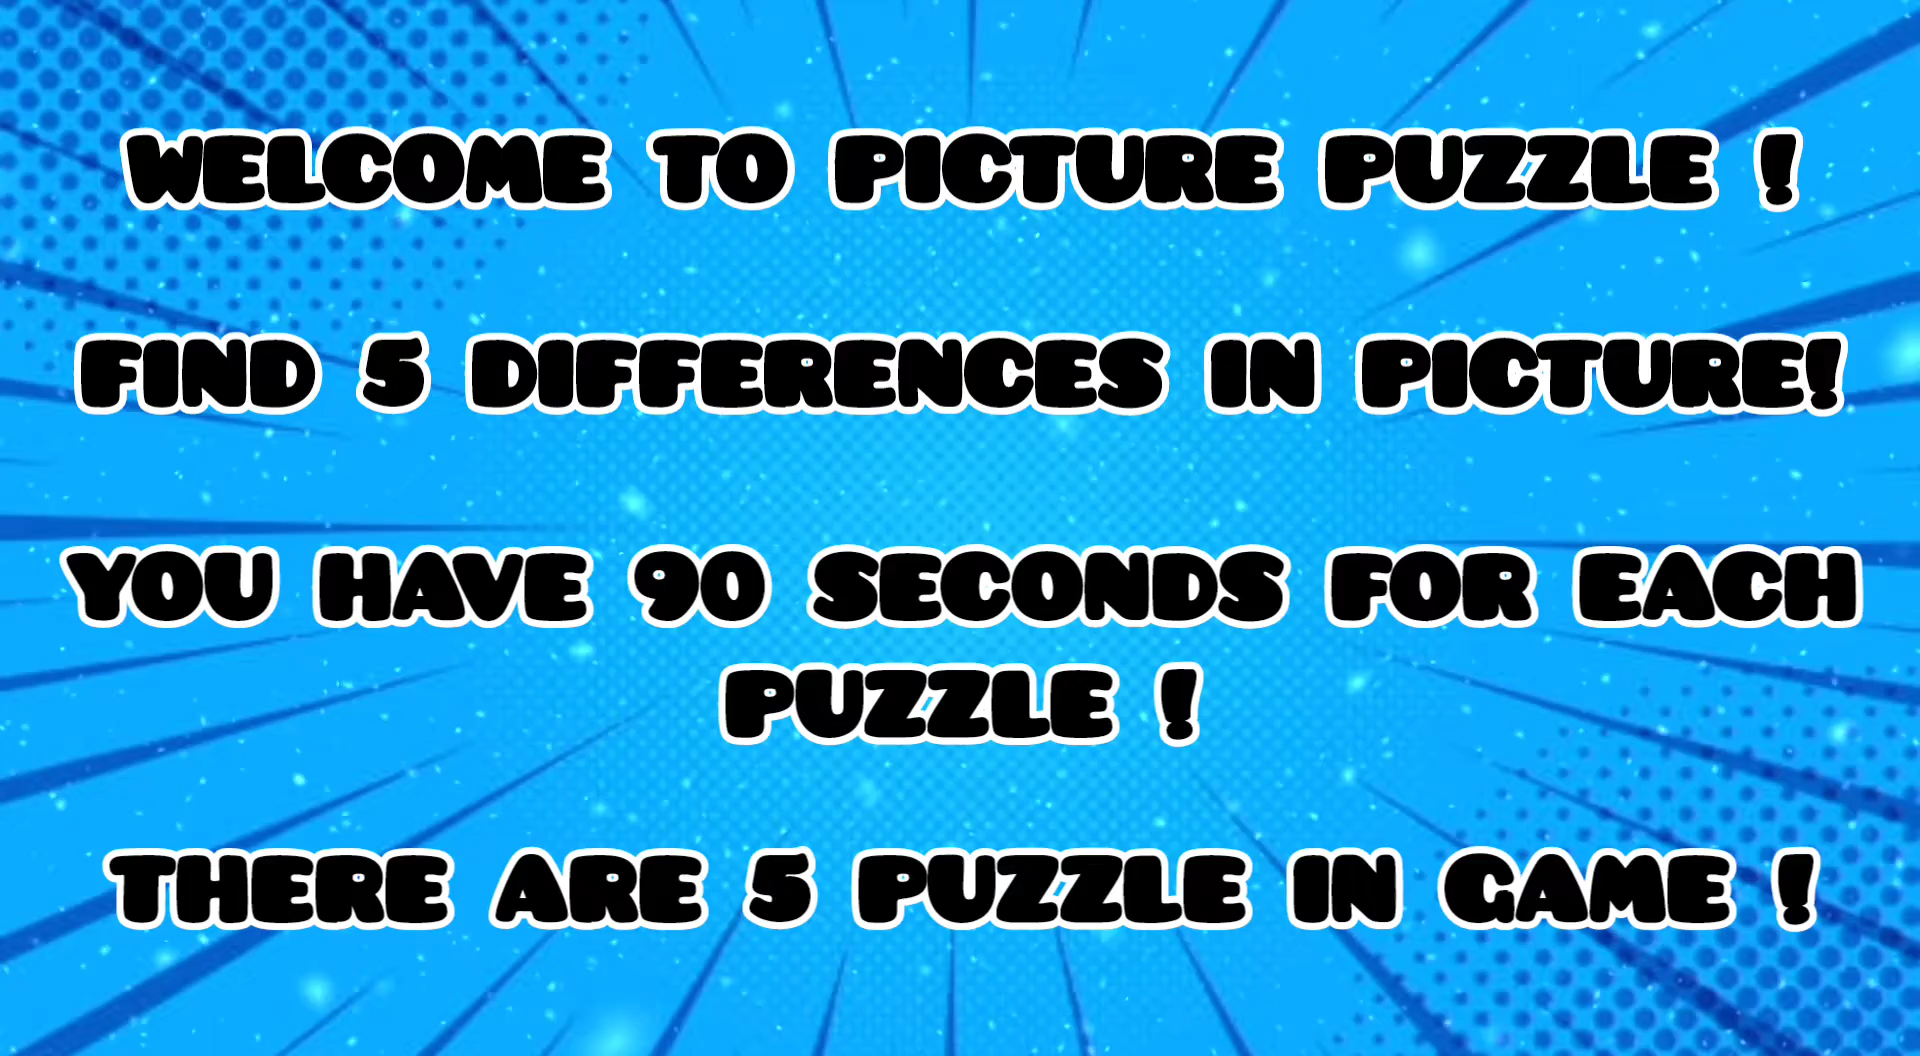 WELCOME TO PICTURE PUZZLE !
FIND 5 DIFFERENCES IN PICTURE!
YOU HAVE 90 SECONDS FOR EACH
PUZZLE !
THERE ARE 5 PUZZLE IN GAME !